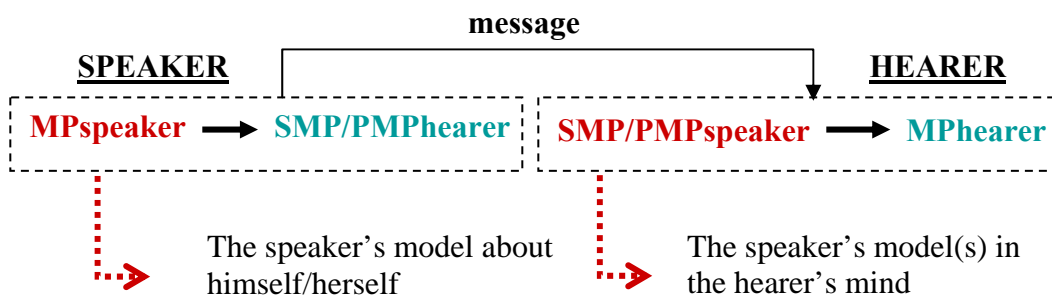 message
SPEAKER HEARER
MPspeaker SMP/PMPhearer SMP/PMPspeaker MPhearer
The speaker’s model about
himself/herself
The speaker’s model(s) in
the hearer’s mind